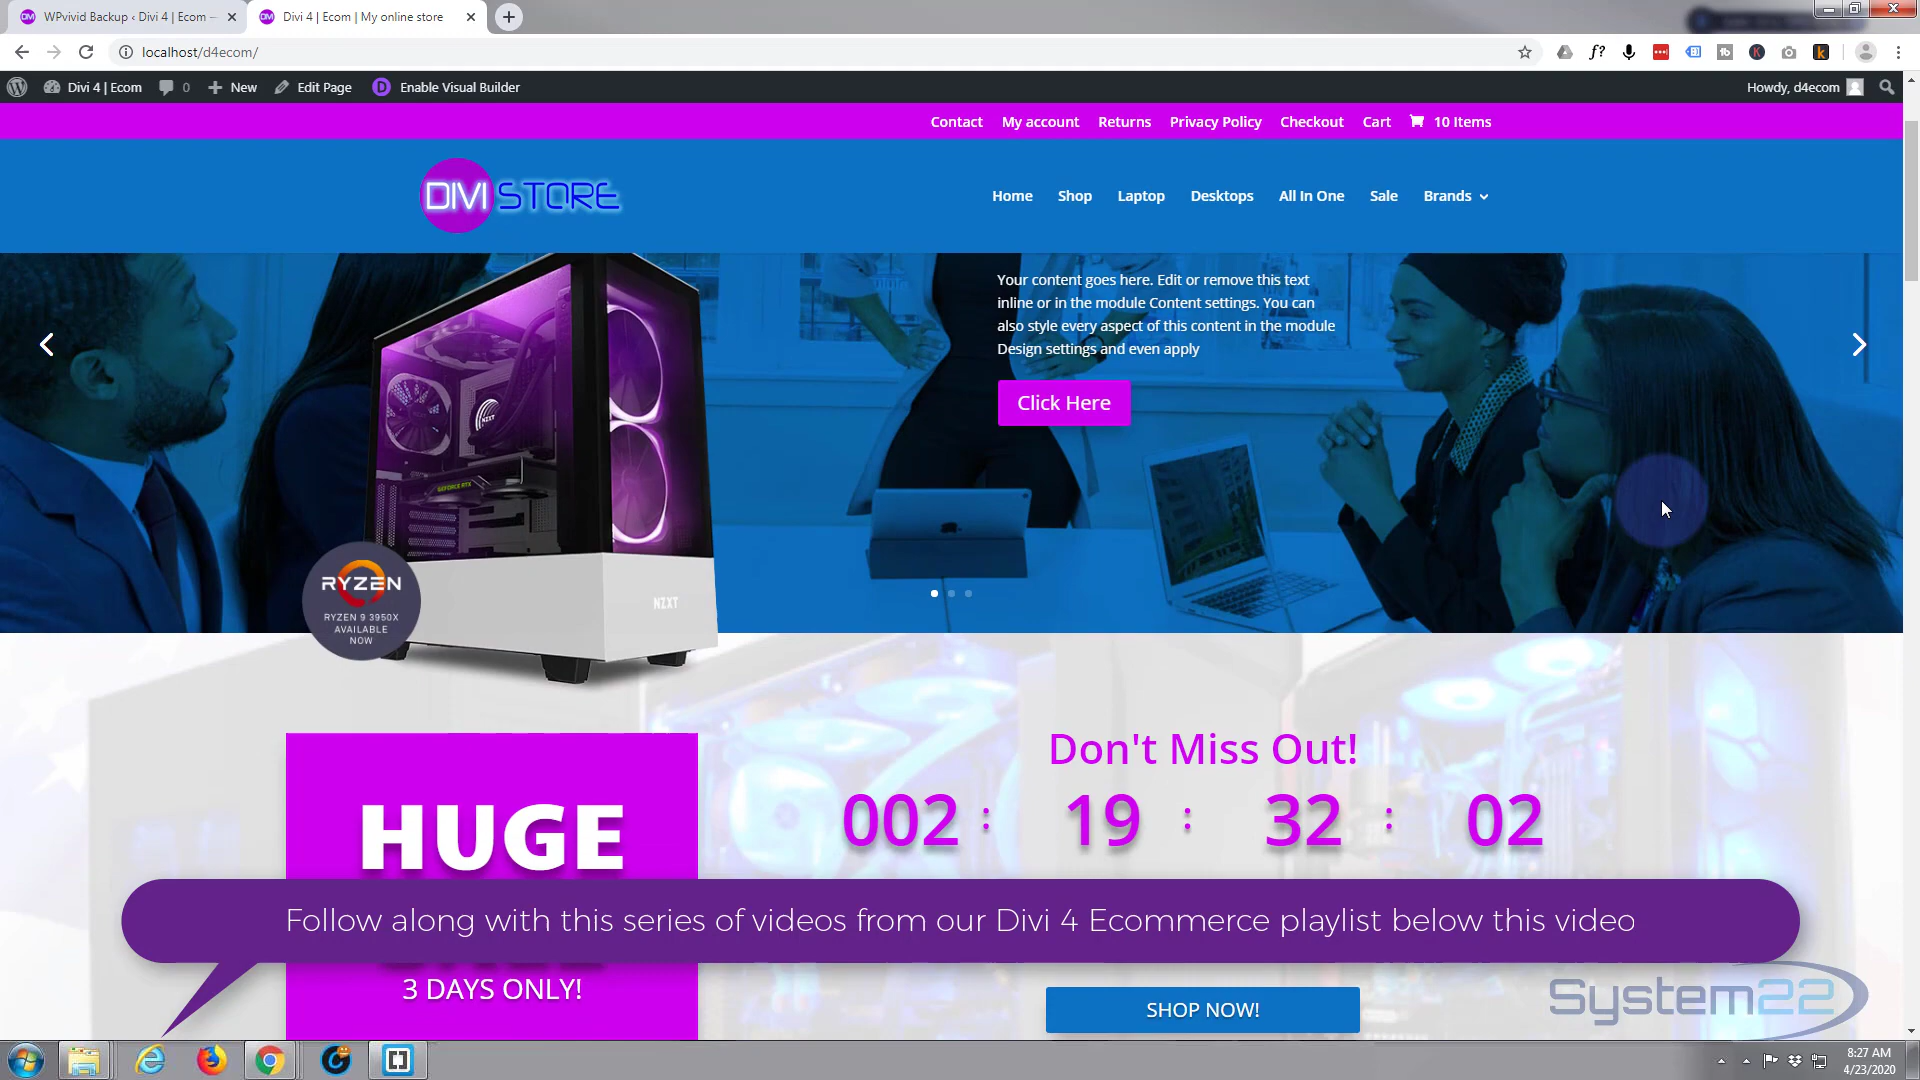 WPvivid Backup ‹ Divi 4 | Ecom —
Divi 4 | Ecom | My online store
localhost/d4ecom/
Divi 4 | Ecom
0
New
Edit Page
Enable Visual Builder
Howdy, d4ecom
Contact
My account
Returns
Privacy Policy
Checkout
Cart
10 Items
DIVI STORE
Home
Shop
Laptop
Desktops
All In One
Sale
Brands
Your content goes here. Edit or remove this text
inline or in the module Content settings. You can
also style every aspect of this content in the module
Design settings and even apply
Click Here
NZXT
GEFORCE RTX
NZXT
RYZEN
RYZEN 9 3950X
AVAILABLE
NOW
Don't Miss Out!
002 : 19 : 32 : 02
HUGE
Follow along with this series of videos from our Divi 4 Ecommerce playlist below this video
3 DAYS ONLY!
SHOP NOW!
System22
8:27 AM
4/23/2020